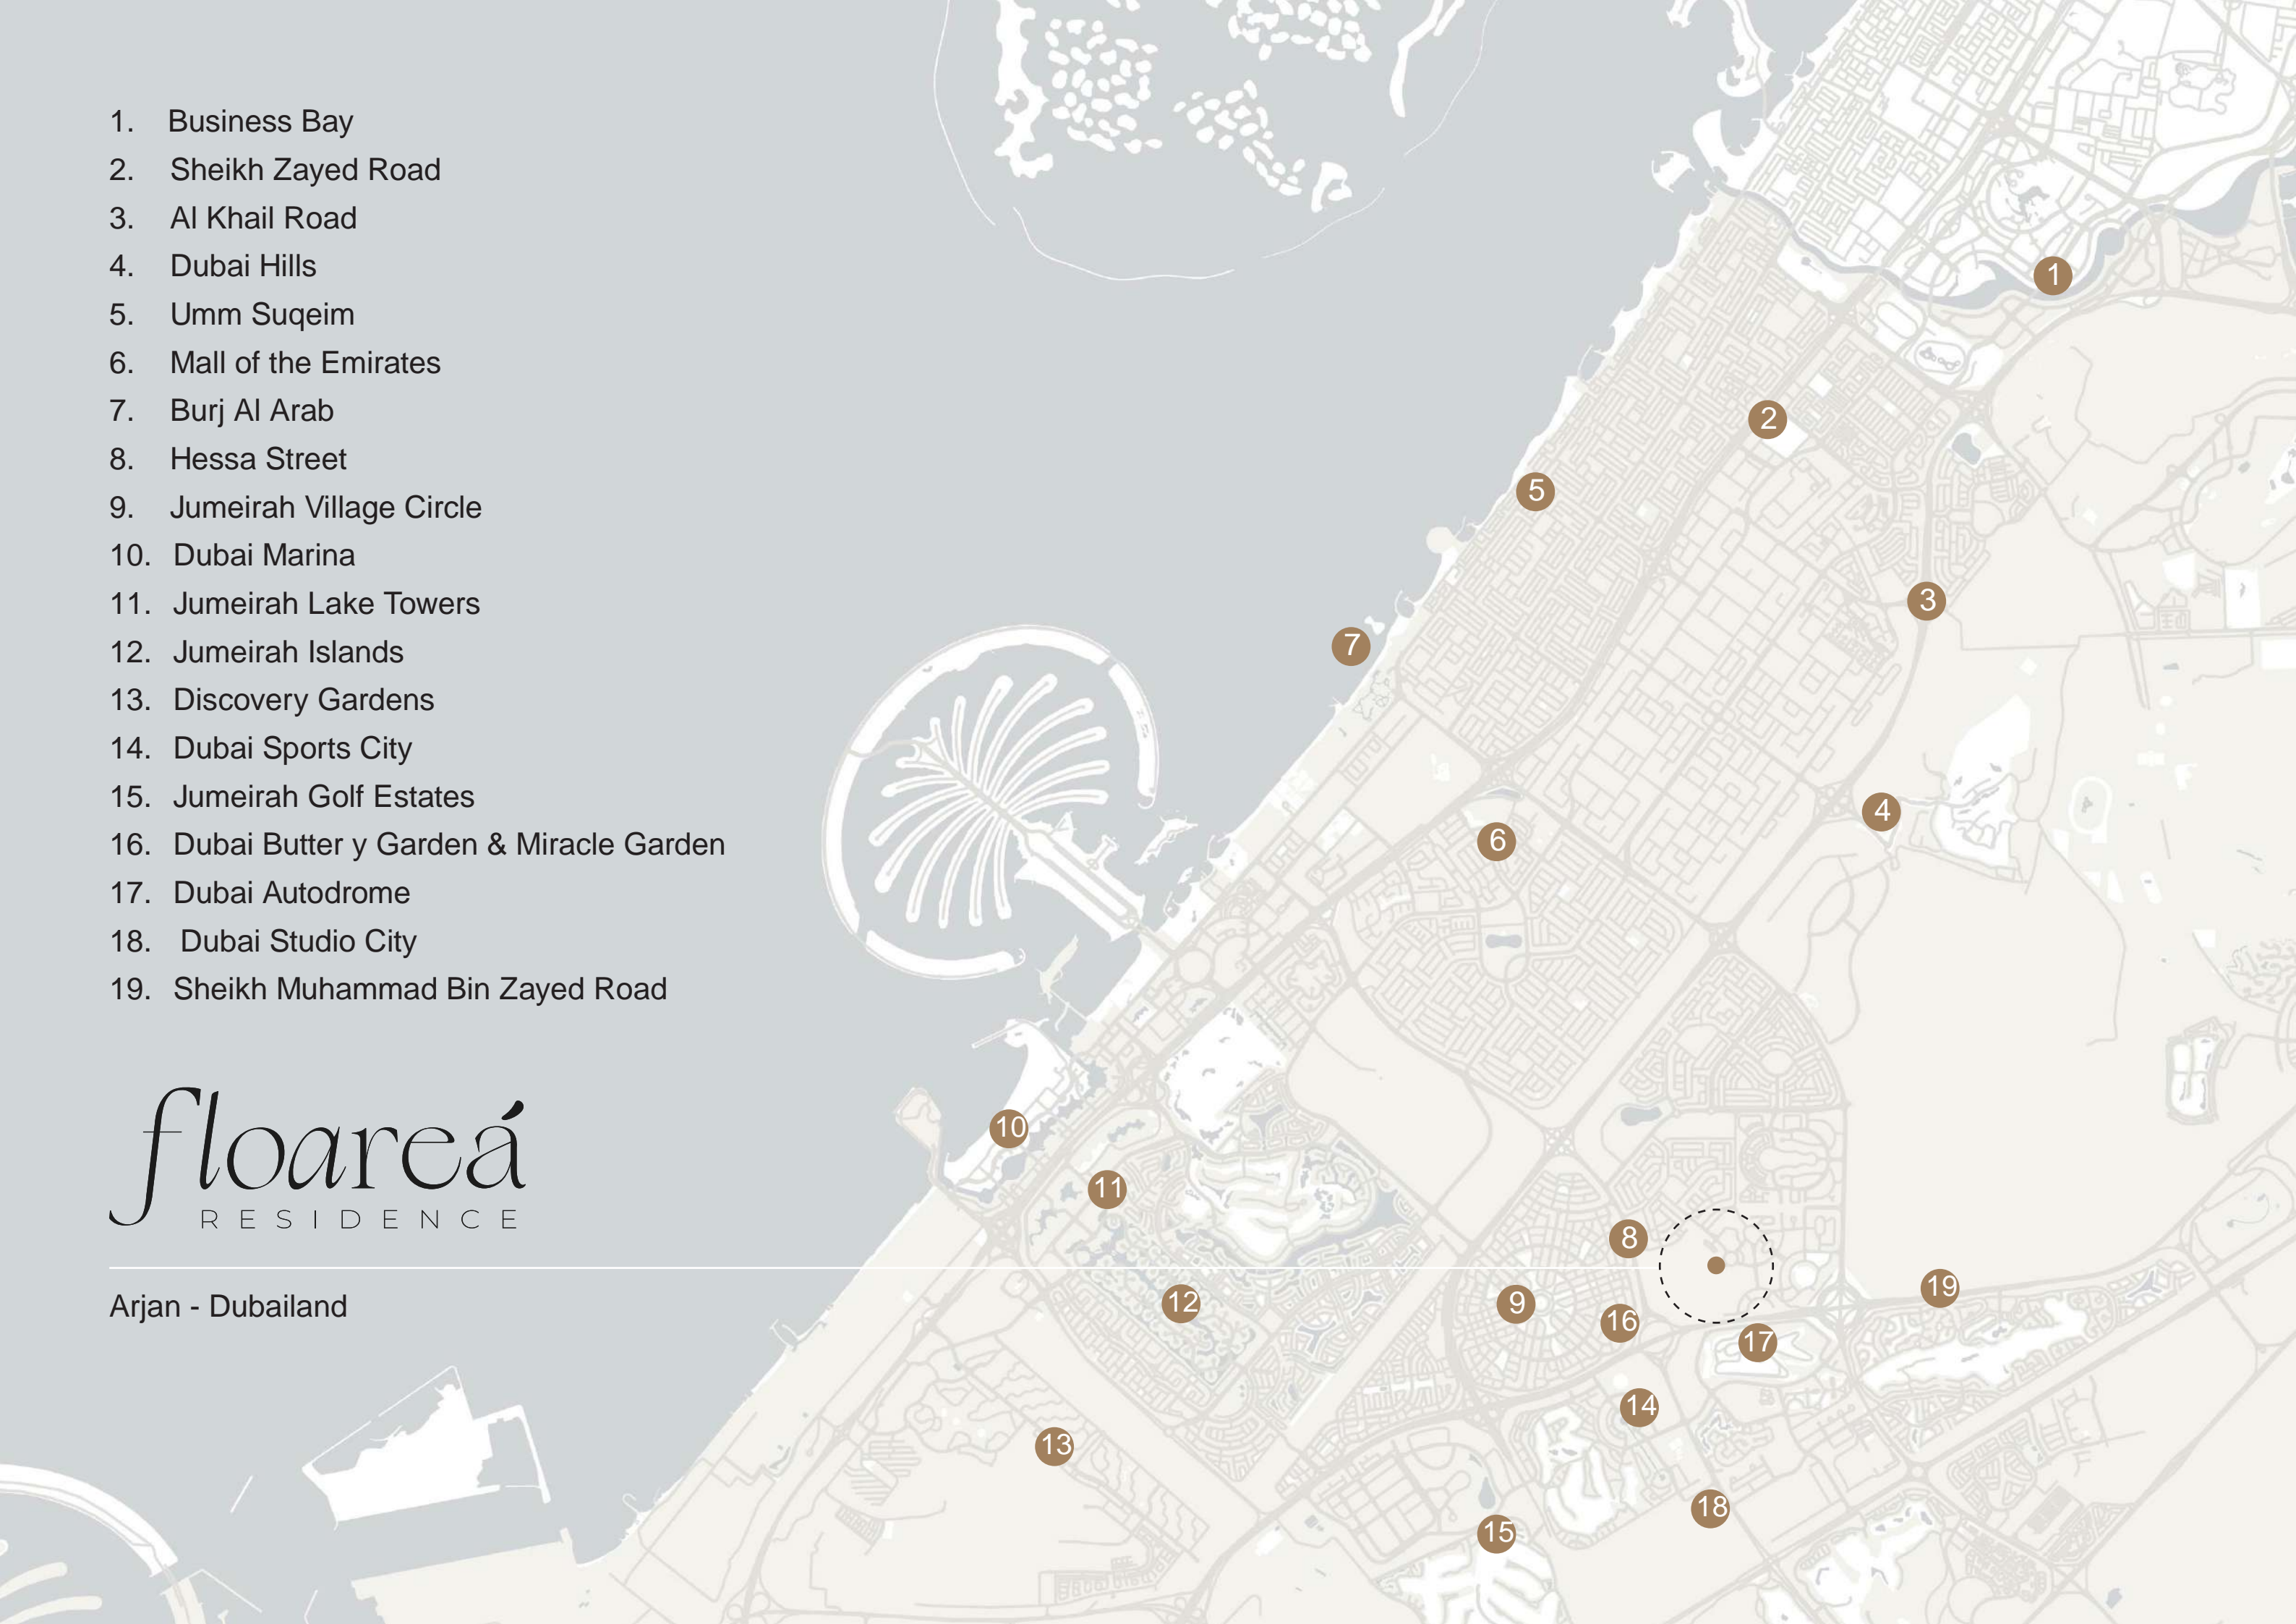 1. Business Bay
2. Sheikh Zayed Road
3. Al Khail Road
4. Dubai Hills
5. Umm Suqeim
6. Mall of the Emirates
7. Burj Al Arab
8. Hessa Street
9. Jumeirah Village Circle
10. Dubai Marina
11. Jumeirah Lake Towers
12. Jumeirah Islands
13. Discovery Gardens
14. Dubai Sports City
15. Jumeirah Golf Estates
16. Dubai Butter y Garden & Miracle Garden
17. Dubai Autodrome
18. Dubai Studio City
19. Sheikh Muhammad Bin Zayed Road
floareá
RESIDENCE
Arjan - Dubailand
1
2
5
3
7
4
6
10
11
8
19
12
9
16
17
14
13
18
15